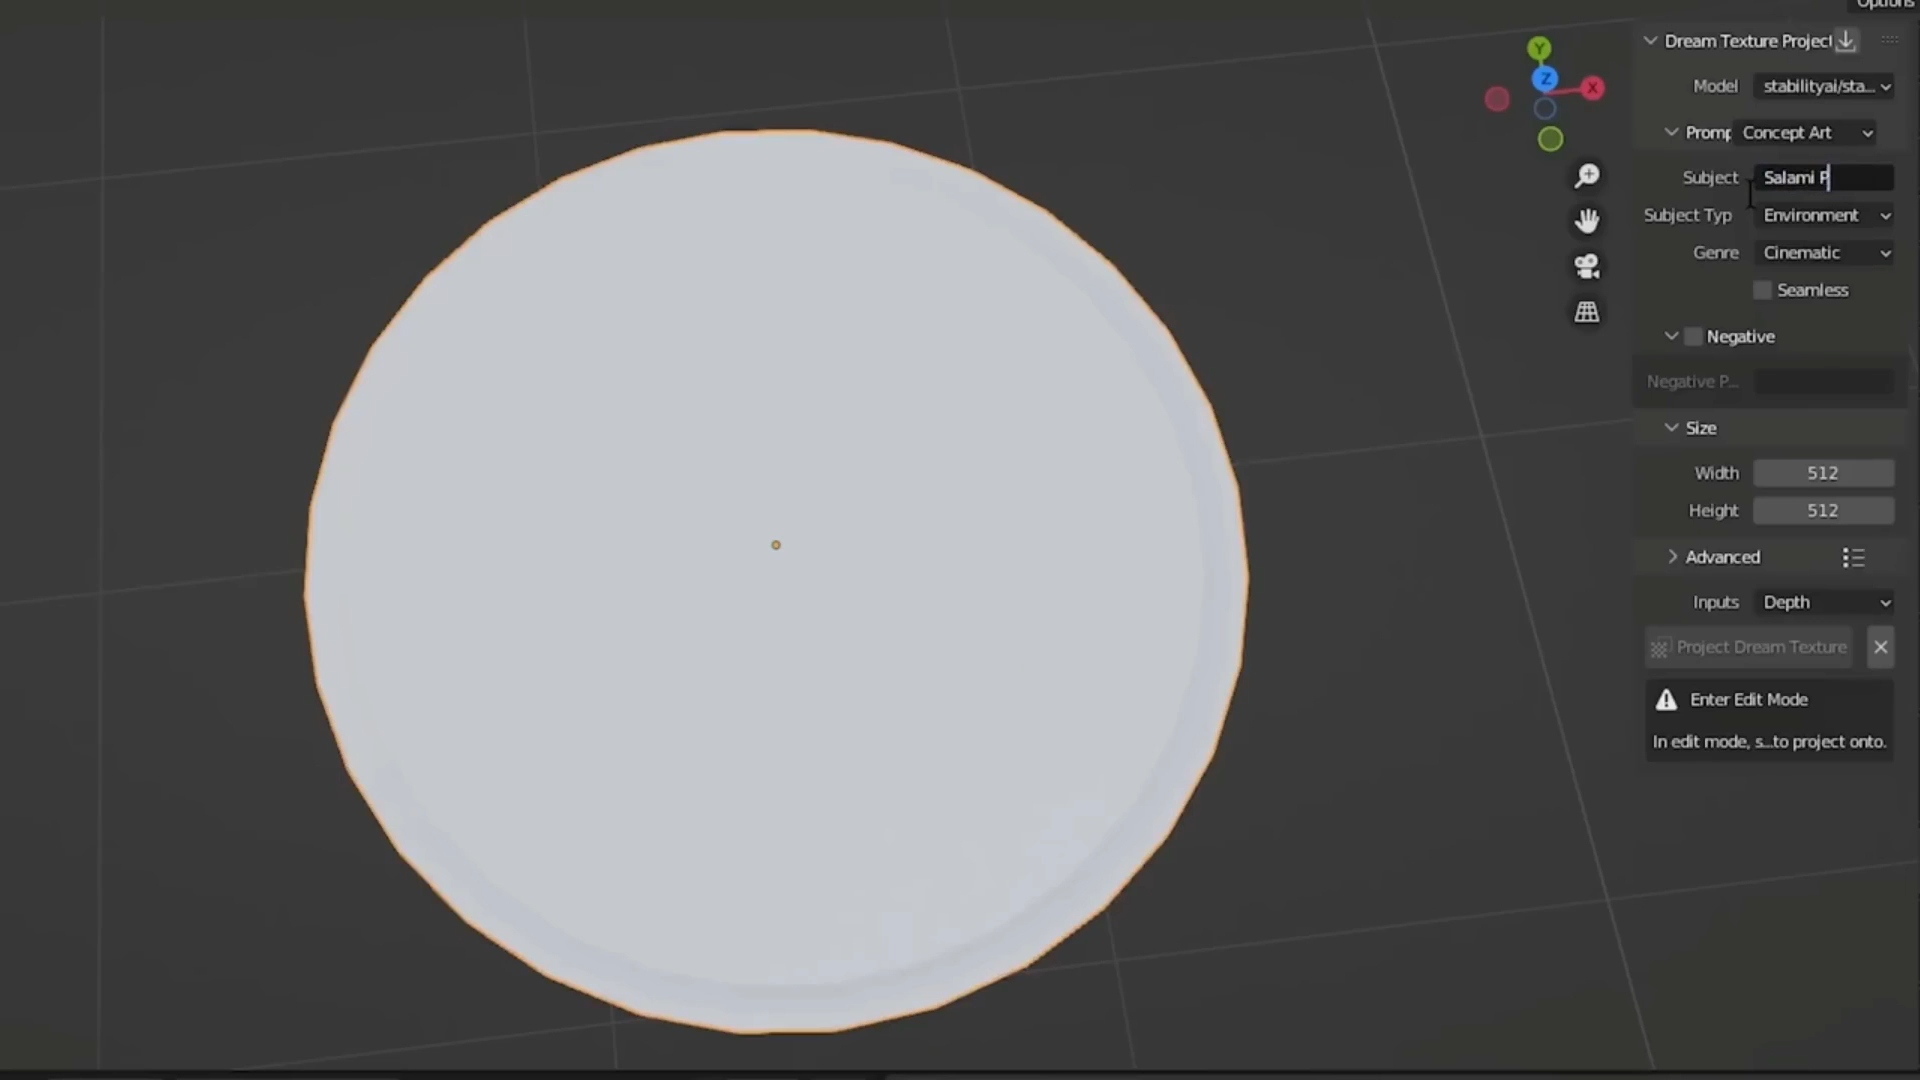 Options
Dream Texture Project
Model stabilityai/sta...
Promp Concept Art
Subject Salami P
Subject Typ Environment
Genre Cinematic
Seamless
Negative
Negative P...
Size
Width 512
Height 512
Advanced
Inputs Depth
Project Dream Texture
Enter Edit Mode
In edit mode, s...to project onto.
Y
Z
X